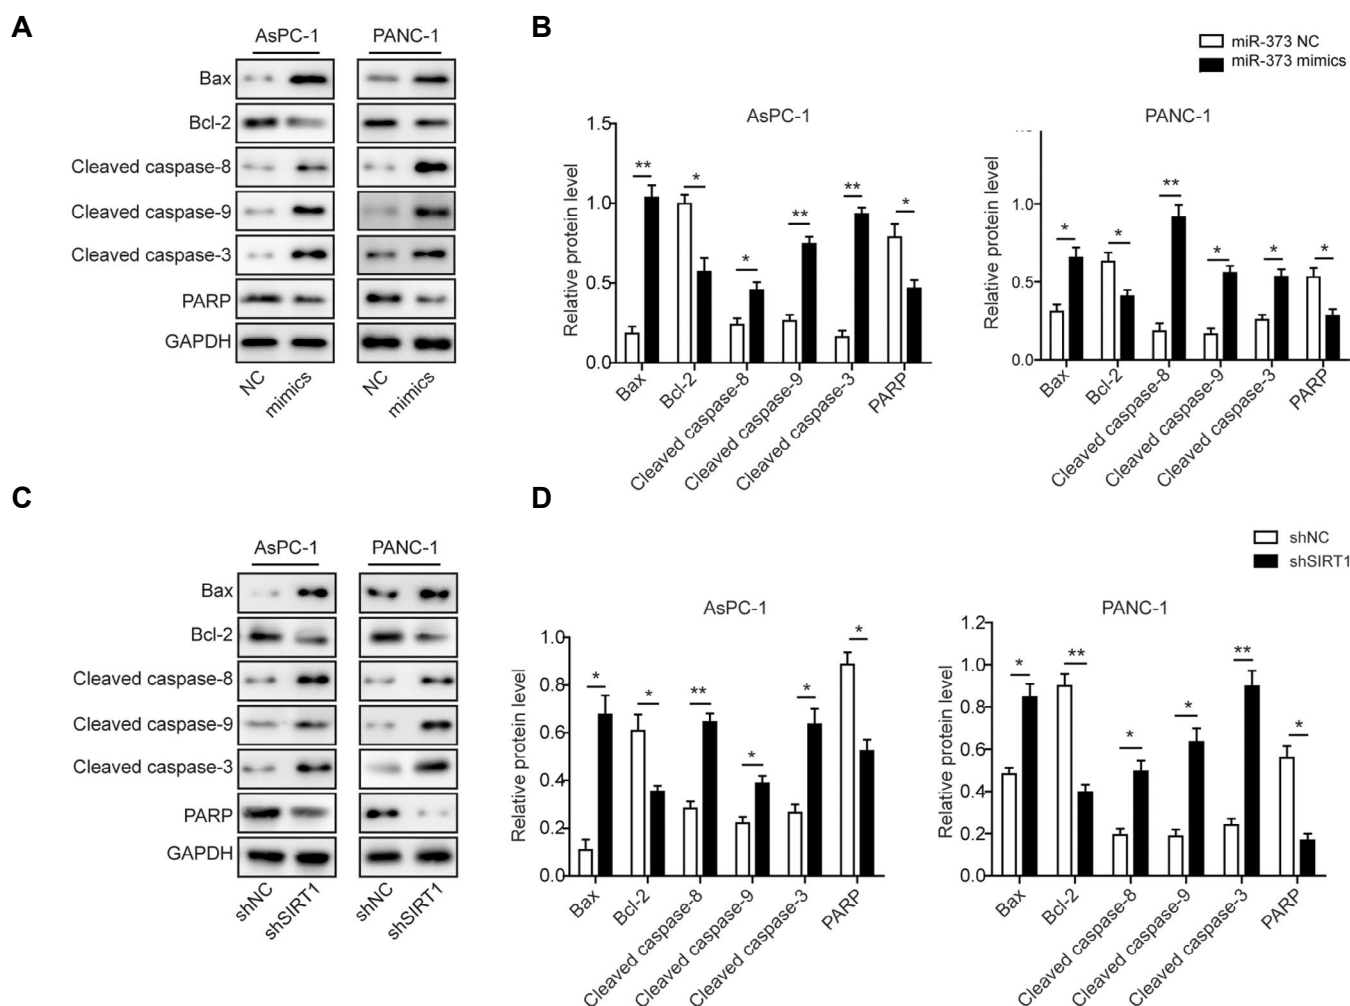 A
AsPC-1 PANC-1
Bax
Bcl-2
Cleaved caspase-8
Cleaved caspase-9
Cleaved caspase-3
PARP
GAPDH
NC mimics NC mimics
B
miR-373 NC
miR-373 mimics
AsPC-1
Relative protein level
1.5
1.0
0.5
0.0
** * * ** ** *
Bax Bcl-2 Cleaved caspase-8 Cleaved caspase-9 Cleaved caspase-3 PARP
PANC-1
Relative protein level
1.0
0.5
0.0
* * ** * * *
Bax Bcl-2 Cleaved caspase-8 Cleaved caspase-9 Cleaved caspase-3 PARP
C
AsPC-1 PANC-1
Bax
Bcl-2
Cleaved caspase-8
Cleaved caspase-9
Cleaved caspase-3
PARP
GAPDH
shNC shSIRT1 shNC shSIRT1
D
shNC
shSIRT1
AsPC-1
Relative protein level
1.0
0.8
0.6
0.4
0.2
0.0
* * ** * * *
Bax Bcl-2 Cleaved caspase-8 Cleaved caspase-9 Cleaved caspase-3 PARP
PANC-1
Relative protein level
1.2
1.0
0.8
0.6
0.4
0.2
0.0
* ** * * ** *
Bax Bcl-2 Cleaved caspase-8 Cleaved caspase-9 Cleaved caspase-3 PARP